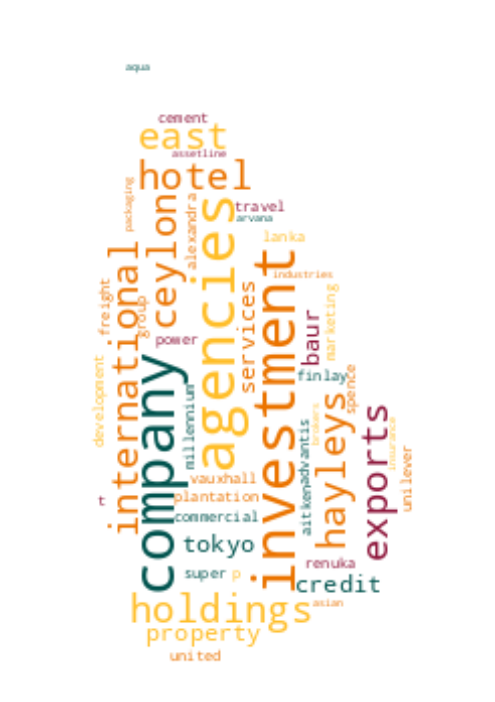 aqua
cement
east
assetline
hotel
packaging
ceylon
alexandra
agencies
travel
arvana
lanka
international
investment
industries
freight
group
services
marketing
baur
power
company
development
millennium
finlay
spence
hayleys
exports
brokers
insurance
advantis
aitken
unilever
vauxhall
plantation
t
commercial
tokyo
renuka
super
p
credit
holdings
asian
property
united